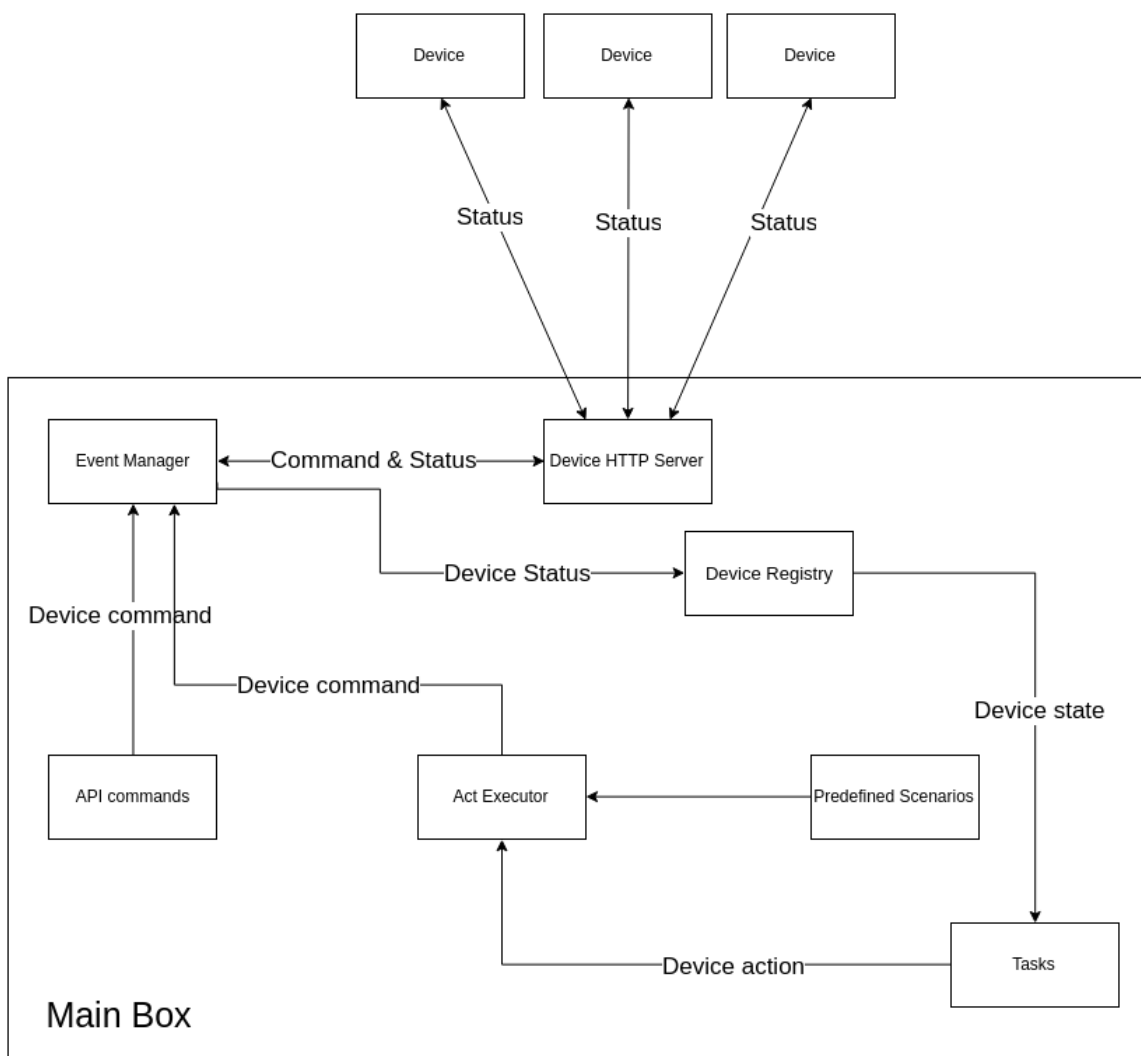 Device
Device
Device
Status
Status
Status
Event Manager
Command & Status
Device HTTP Server
Device Status
Device Registry
Device command
Device command
Device state
API commands
Act Executor
Predefined Scenarios
Device action
Tasks
Main Box